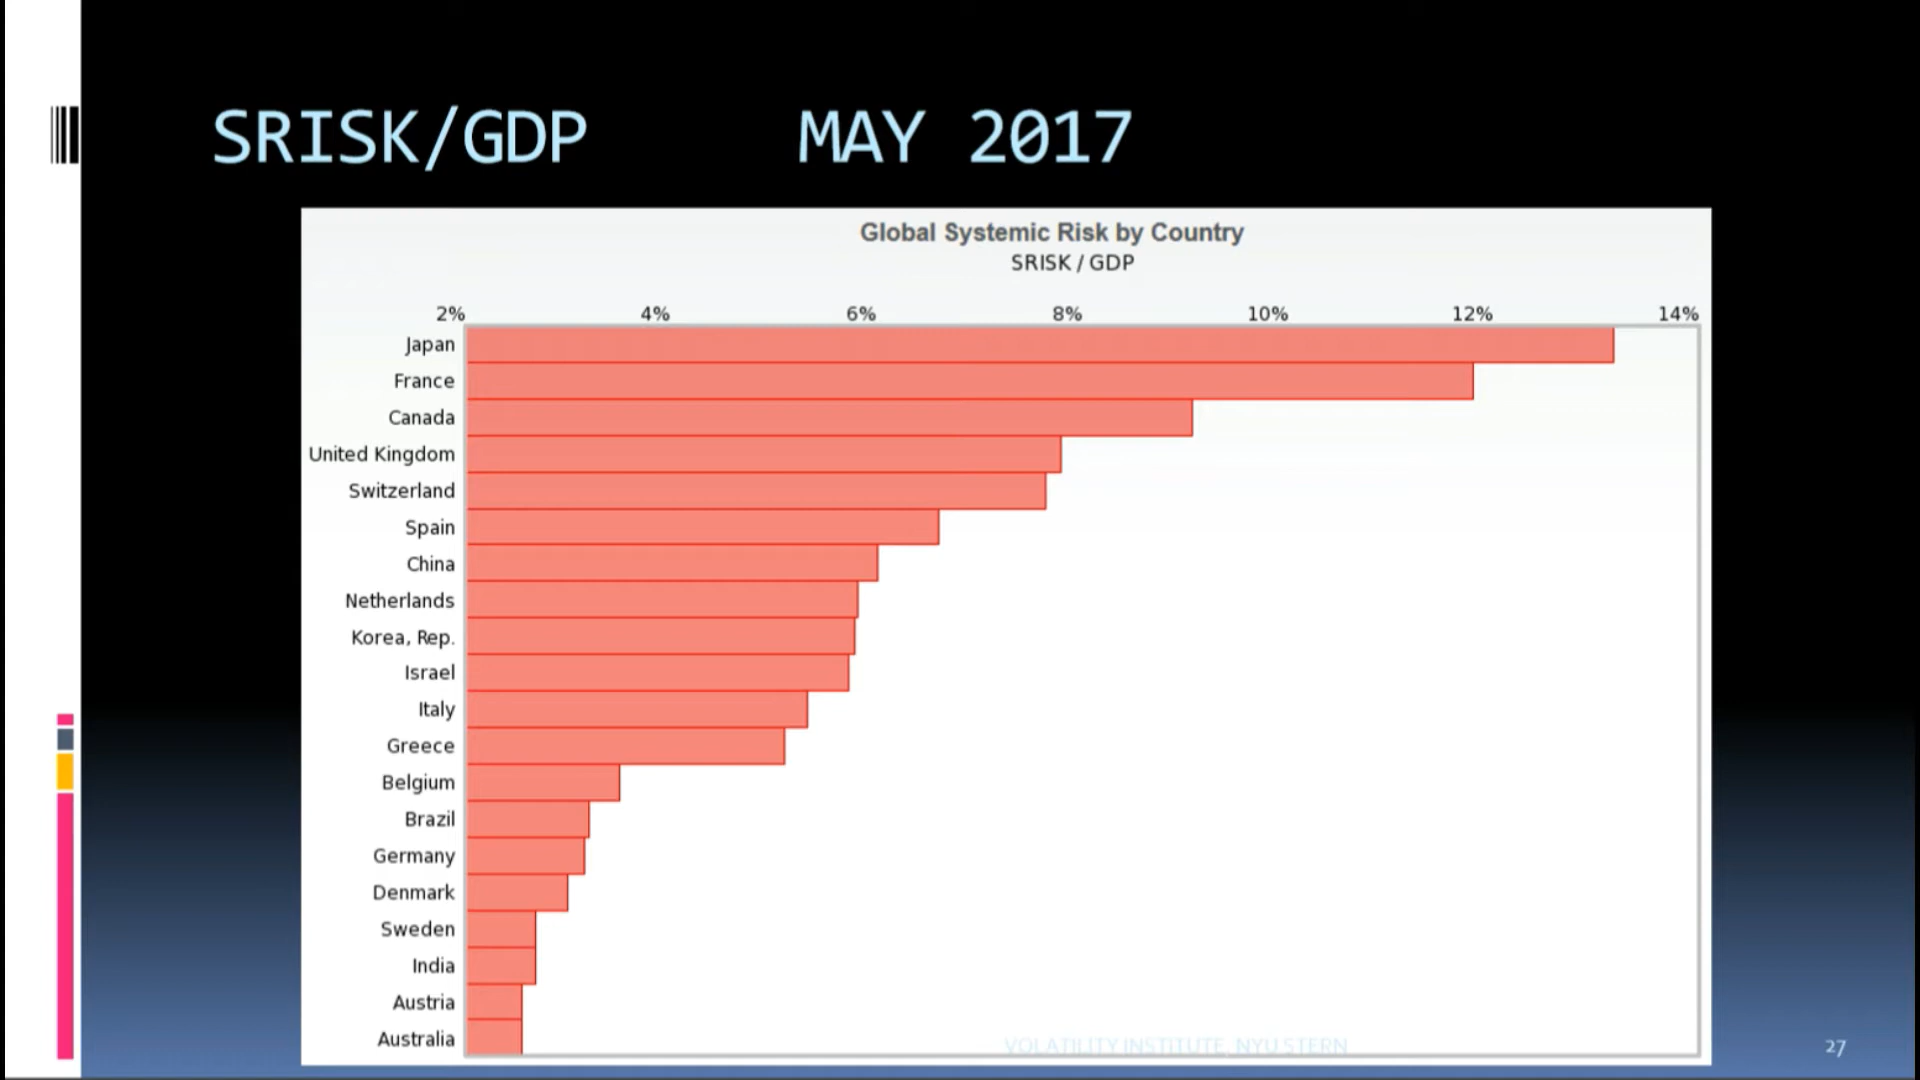 SRISK/GDP MAY 2017
Global Systemic Risk by Country
SRISK / GDP
2% 4% 6% 8% 10% 12% 14%
Japan
France
Canada
United Kingdom
Switzerland
Spain
China
Netherlands
Korea, Rep.
Israel
Italy
Greece
Belgium
Brazil
Germany
Denmark
Sweden
India
Austria
Australia
VOLATILITY INSTITUTE, NYU STERN
27